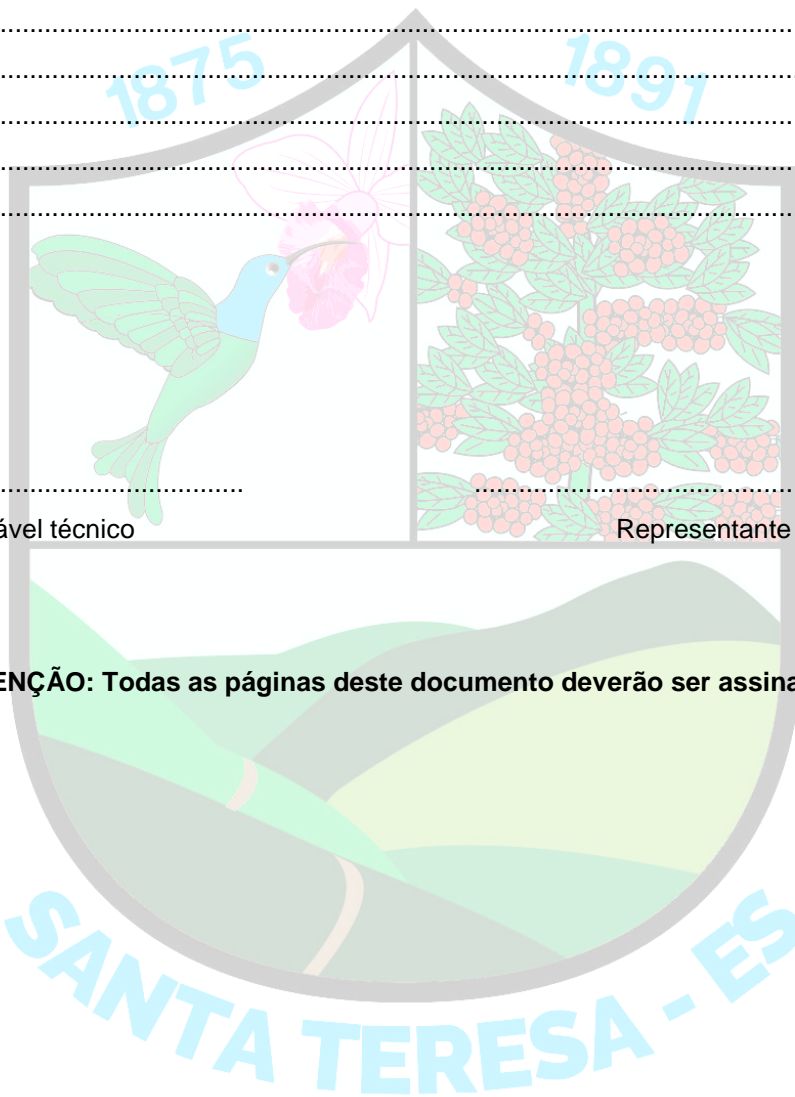 1875 1891
........................................................................................................................
........................................................................................................................
........................................................................................................................
........................................................................................................................
........................................................................................................................
..................................... ................................................
ável técnico Representante
ENÇÃO: Todas as páginas deste documento deverão ser assina
SANTA TERESA - ES